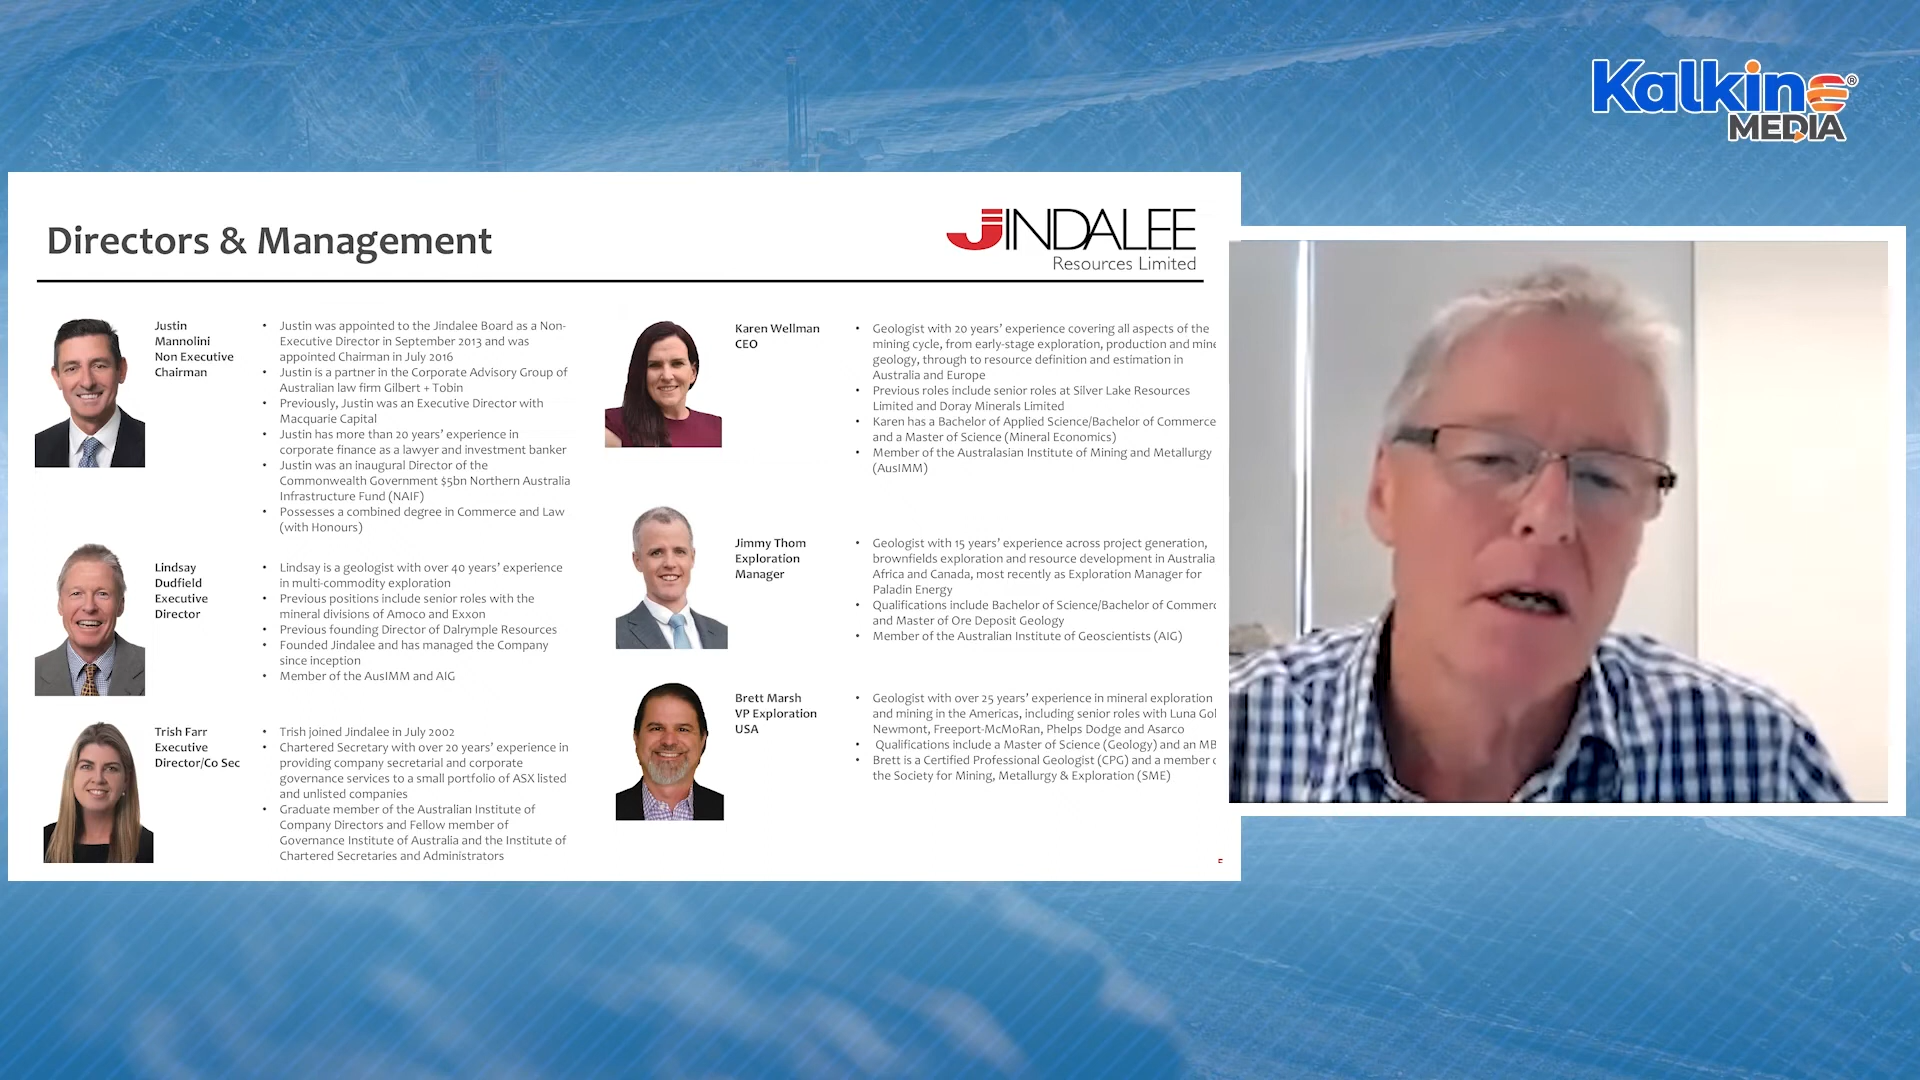 Kalkine®
MEDIA
Directors & Management
JINDALEE
Resources Limited
Justin
Mannolini
Non Executive
Chairman
• Justin was appointed to the Jindalee Board as a Non-
Executive Director in September 2013 and was
appointed Chairman in July 2016
• Justin is a partner in the Corporate Advisory Group of
Australian law firm Gilbert + Tobin
• Previously, Justin was an Executive Director with
Macquarie Capital
• Justin has more than 20 years’ experience in
corporate finance as a lawyer and investment banker
• Justin was an inaugural Director of the
Commonwealth Government $5bn Northern Australia
Infrastructure Fund (NAIF)
• Possesses a combined degree in Commerce and Law
(with Honours)
Lindsay
Dudfield
Executive
Director
• Lindsay is a geologist with over 40 years’ experience
in multi-commodity exploration
• Previous positions include senior roles with the
mineral divisions of Amoco and Exxon
• Previous founding Director of Dalrymple Resources
• Founded Jindalee and has managed the Company
since inception
• Member of the AusIMM and AIG
Trish Farr
Executive
Director/Co Sec
• Trish joined Jindalee in July 2002
• Chartered Secretary with over 20 years’ experience in
providing company secretarial and corporate
governance services to a small portfolio of ASX listed
and unlisted companies
• Graduate member of the Australian Institute of
Company Directors and Fellow member of
Governance Institute of Australia and the Institute of
Chartered Secretaries and Administrators
Karen Wellman
CEO
• Geologist with 20 years’ experience covering all aspects of the
mining cycle, from early-stage exploration, production and mine
geology, through to resource definition and estimation in
Australia and Europe
• Previous roles include senior roles at Silver Lake Resources
Limited and Doray Minerals Limited
• Karen has a Bachelor of Applied Science/Bachelor of Commerce
and a Master of Science (Mineral Economics)
• Member of the Australasian Institute of Mining and Metallurgy
(AusIMM)
Jimmy Thom
Exploration
Manager
• Geologist with 15 years’ experience across project generation,
brownfields exploration and resource development in Australia
Africa and Canada, most recently as Exploration Manager for
Paladin Energy
• Qualifications include Bachelor of Science/Bachelor of Commerc
and Master of Ore Deposit Geology
• Member of the Australian Institute of Geoscientists (AIG)
Brett Marsh
VP Exploration
USA
• Geologist with over 25 years’ experience in mineral exploration
and mining in the Americas, including senior roles with Luna Gol
Newmont, Freeport-McMoRan, Phelps Dodge and Asarco
• Qualifications include a Master of Science (Geology) and an MB
• Brett is a Certified Professional Geologist (CPG) and a member
the Society for Mining, Metallurgy & Exploration (SME)